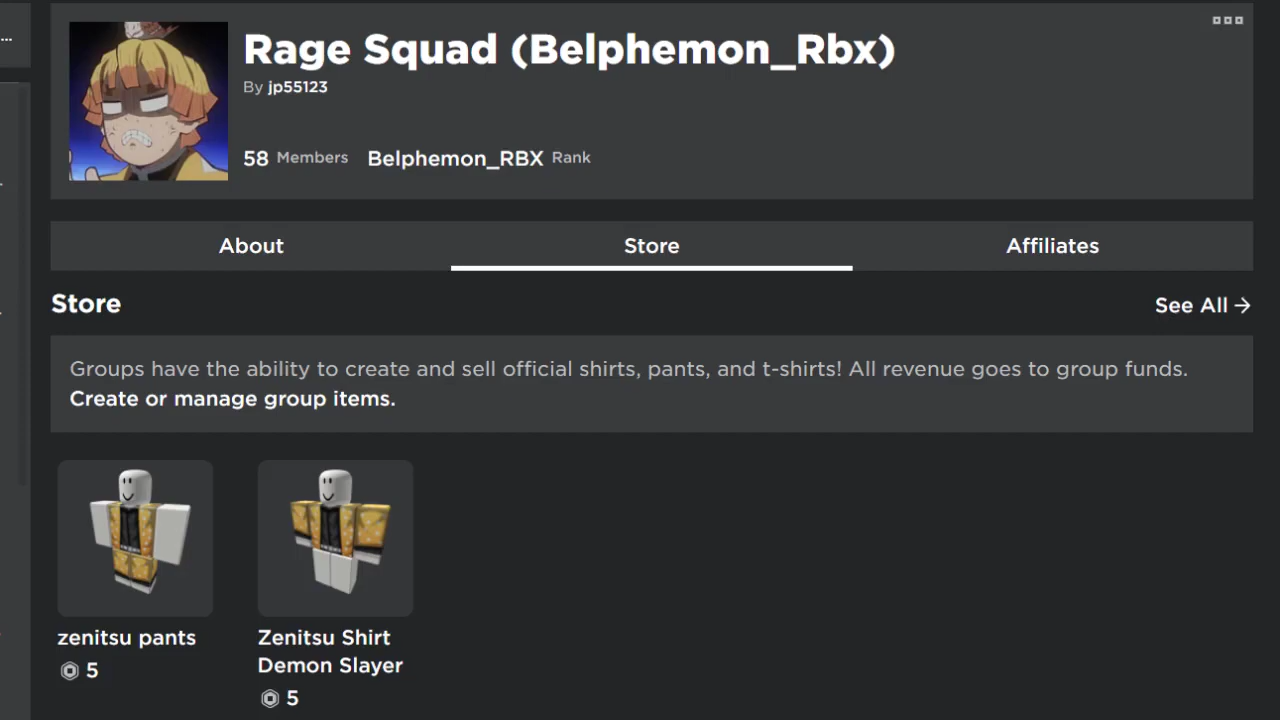 ...
Rage Squad (Belphemon_Rbx)
By jp55123
58 Members Belphemon_RBX Rank
About Store Affiliates
Store See All →
Groups have the ability to create and sell official shirts, pants, and t-shirts! All revenue goes to group funds.
Create or manage group items.
zenitsu pants
5
Zenitsu Shirt
Demon Slayer
5